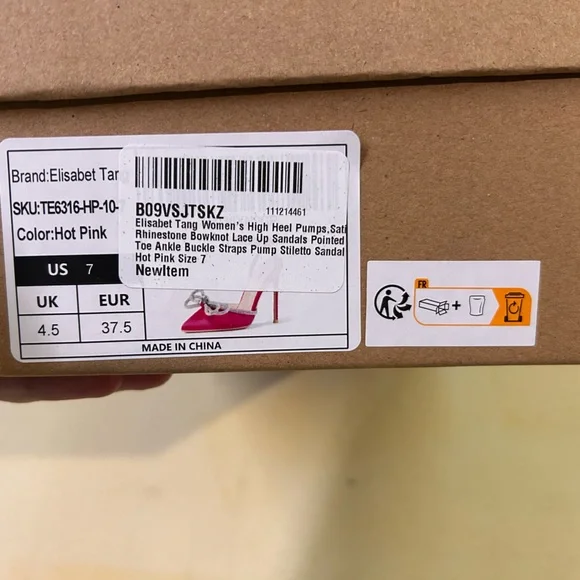 Brand:Elisabet Tan
SKU:TE6316-HP-10-
Color:Hot Pink
US 7
UK EUR
4.5 37.5
MADE IN CHINA
B09VSJTSKZ 111214461
Elisabet Tang Women's High Heel Pumps,Sati
Rhinestone Bowknot Lace Up Sandals Pointed
Toe Ankle Buckle Straps Pump Stiletto Sandal
Hot Pink Size 7
NewItem
FR
+